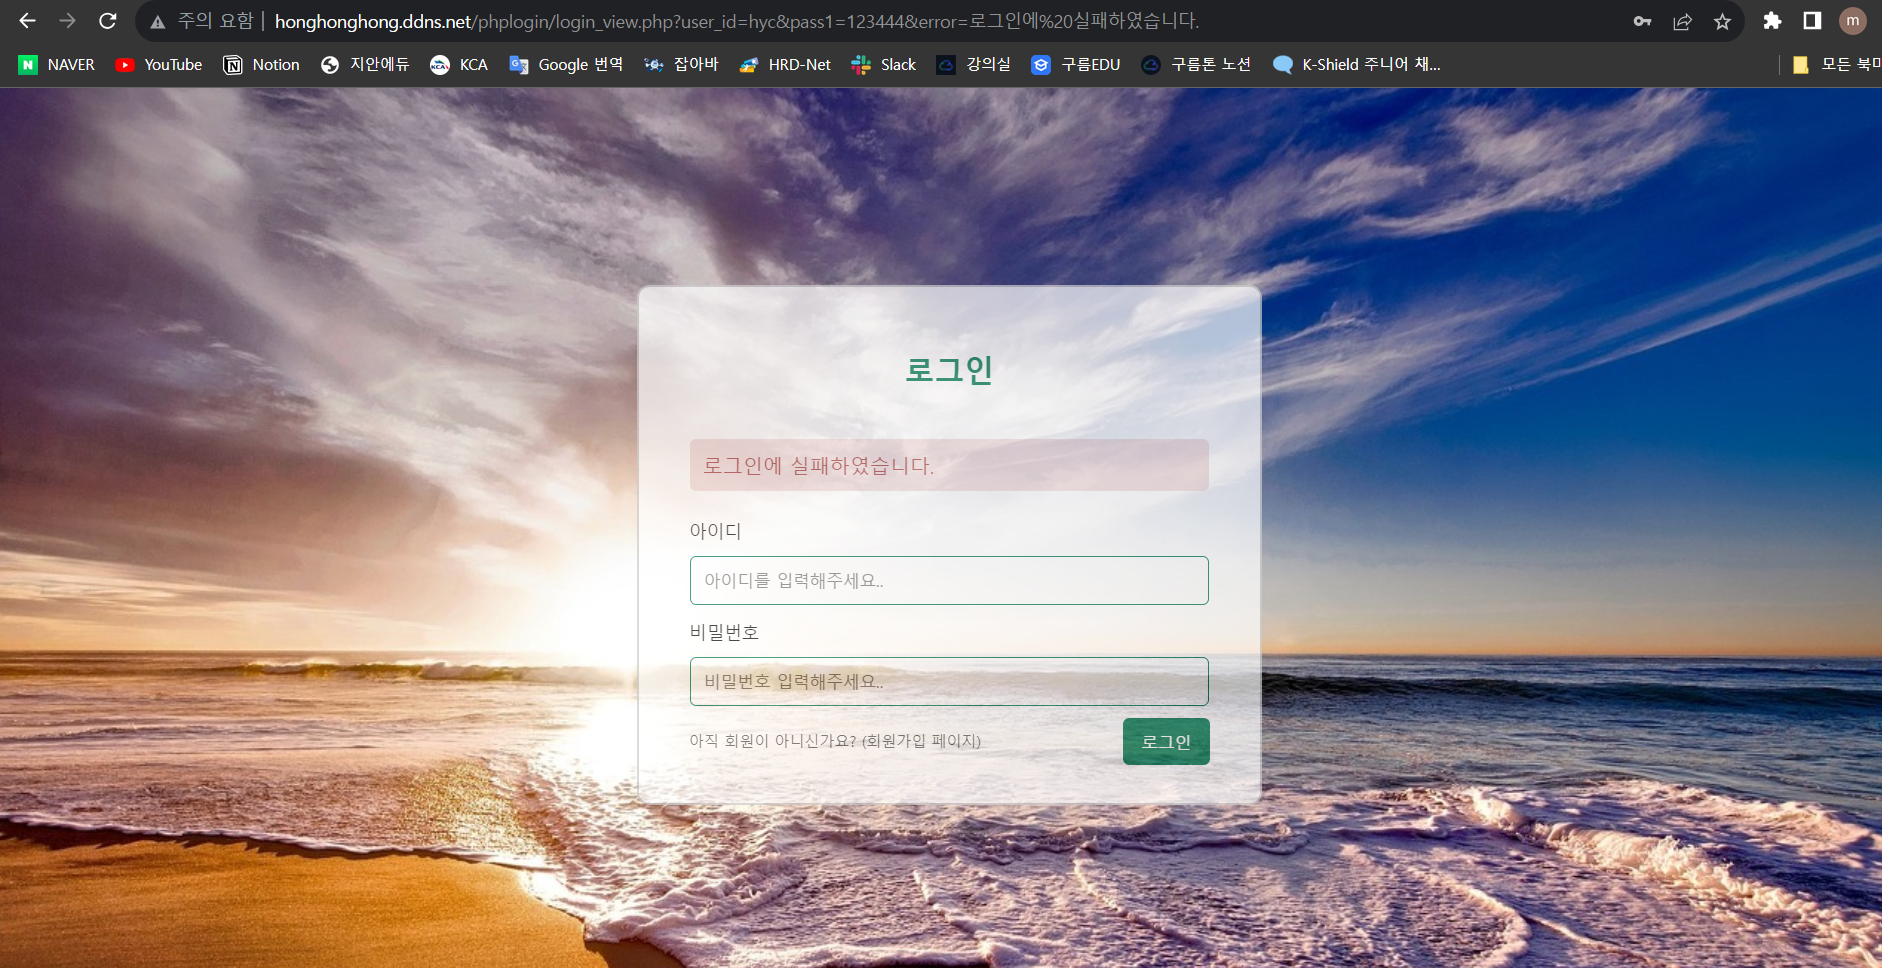 주의 요함 | honghonghong.ddns.net/phplogin/login_view.php?user_id=hyc&pass1=123444&error=로그인에%20실패하였습니다.
m
NAVER YouTube Notion 지안에듀 KCA Google 번역 잡아바 HRD-Net Slack 강의실 구름EDU 구름톤 노션 K-Shield 주니어 채... 모든 북마
로그인
로그인에 실패하였습니다.
아이디
아이디를 입력해주세요..
비밀번호
비밀번호 입력해주세요..
아직 회원이 아니신가요? (회원가입 페이지) 로그인